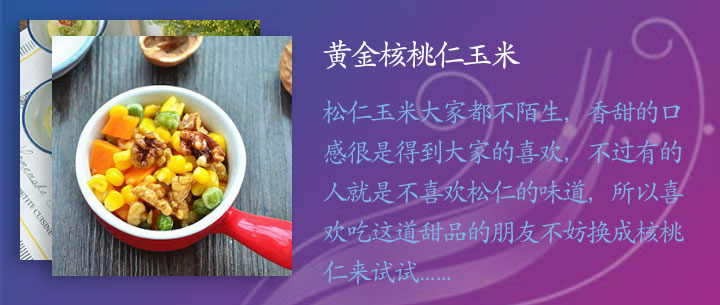 黄金核桃仁玉米
松仁玉米大家都不陌生，香甜的口
感很是得到大家的喜欢，不过有的
人就是不喜欢松仁的味道，所以喜
欢吃这道甜品的朋友不妨换成核桃
仁来试试……